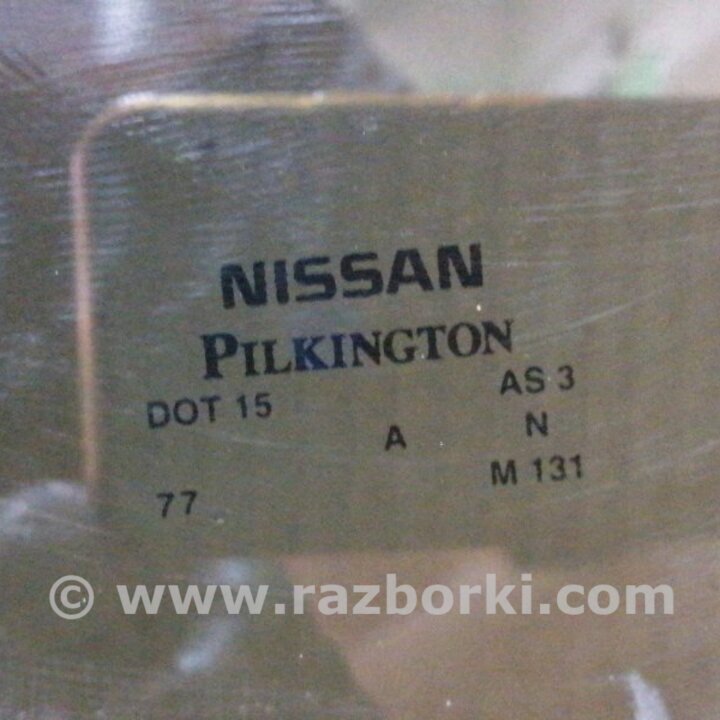 NISSAN
PILKINGTON
DOT 15 AS 3
A N
77 M 131
© www.razborki.com